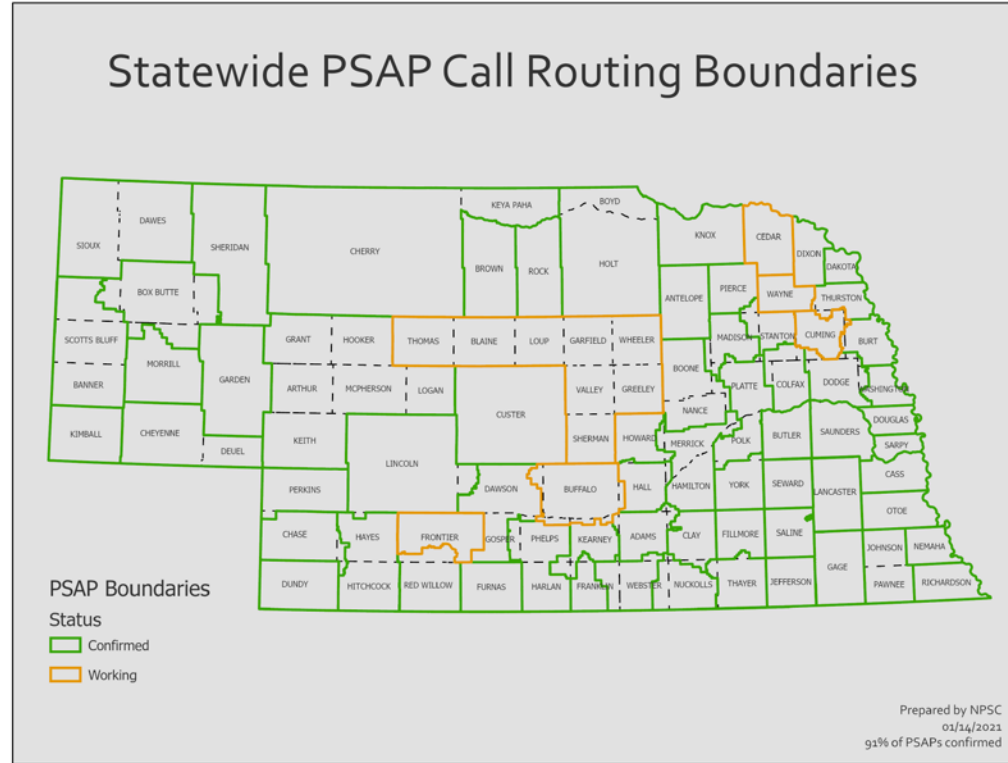 Statewide PSAP Call Routing Boundaries
KEYA PAHA
BOYD
DAWES
SIOUX
SHERIDAN
CHERRY
BROWN
ROCK
HOLT
KNOX
CEDAR
DIXON
DAKOTA
BOX BUTTE
ANTELOPE
PIERCE
WAYNE
THURSTON
SCOTTS BLUFF
MORRILL
GARDEN
GRANT
HOOKER
THOMAS
BLAINE
LOUP
GARFIELD
WHEELER
MADISON
STANTON
CUMING
BURT
BANNER
ARTHUR
MCPHERSON
LOGAN
CUSTER
VALLEY
GREELEY
BOONE
PLATTE
COLFAX
DODGE
WASHINGTON
NANCE
KIMBALL
CHEYENNE
DEUEL
KEITH
LINCOLN
SHERMAN
HOWARD
MERRICK
POLK
BUTLER
SAUNDERS
DOUGLAS
SARPY
PERKINS
DAWSON
BUFFALO
HALL
HAMILTON
YORK
SEWARD
LANCASTER
CASS
OTOE
CHASE
HAYES
FRONTIER
GOSPER
PHELPS
KEARNEY
ADAMS
CLAY
FILLMORE
SALINE
JOHNSON
NEMAHA
DUNDY
HITCHCOCK
RED WILLOW
FURNAS
HARLAN
FRANKLIN
WEBSTER
NUCKOLLS
THAYER
JEFFERSON
GAGE
PAWNEE
RICHARDSON
PSAP Boundaries
Status
Confirmed
Working
Prepared by NPSC
01/14/2021
91% of PSAPs confirmed